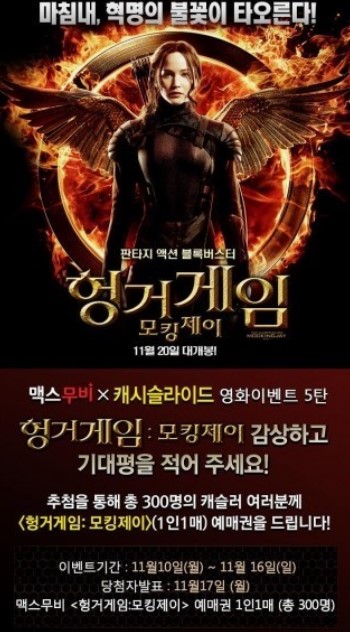 마침내, 혁명의 불꽃이 타오른다!
판타지 액션 블록버스터
헝거게임
모킹제이
11월 20일 대개봉!
맥스무비 × 캐시슬라이드 영화이벤트 5탄
헝거게임 : 모킹제이 감상하고
기대평을 적어 주세요!
추첨을 통해 총 300명의 캐슬러 여러분께
<헝거게임: 모킹제이>(1인1매) 예매권을 드립니다!
이벤트기간 : 11월10일(월) ~ 11월 16일(일)
당첨자발표 : 11월17일 (월)
맥스무비 <헝거게임:모킹제이> 예매권 1인1매 (총 300명)